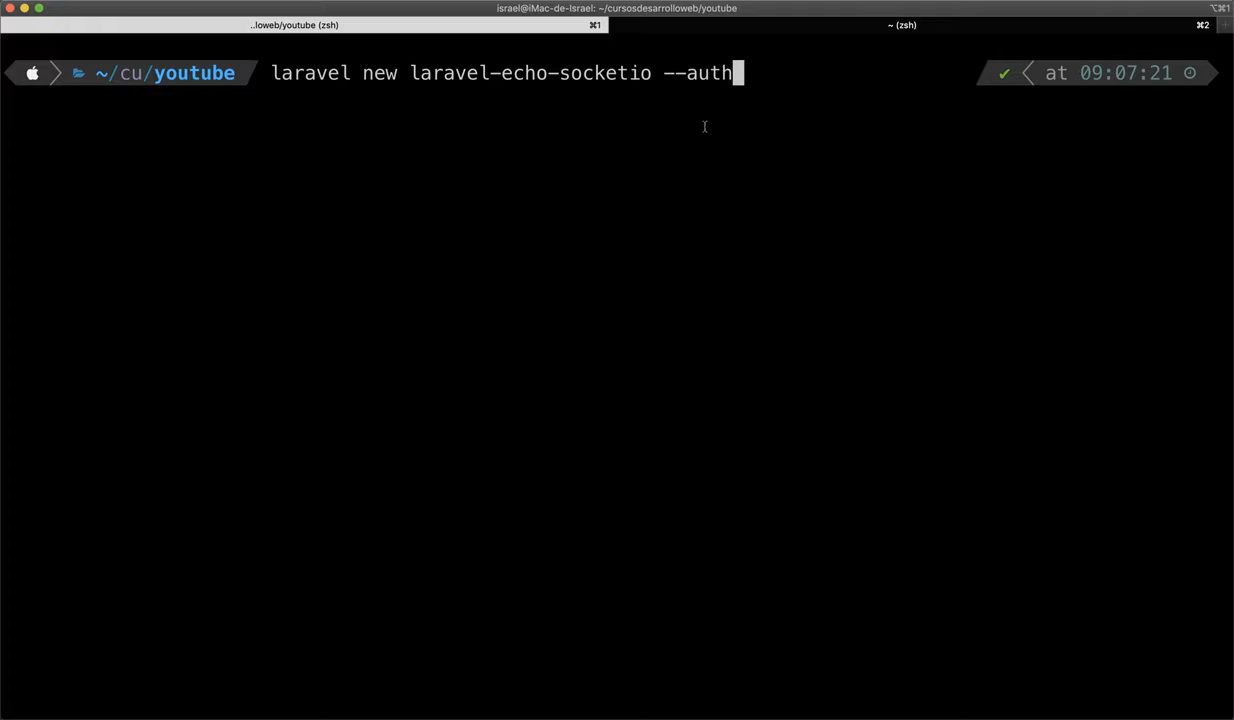 israel@iMac-de-Israel: ~/cursosdesarrolloweb/youtube
⌥⌘1
..loweb/youtube (zsh) ⌘1
~ (zsh) ⌘2 +
~/cu/youtube laravel new laravel-echo-socketio --auth
✔ at 09:07:21